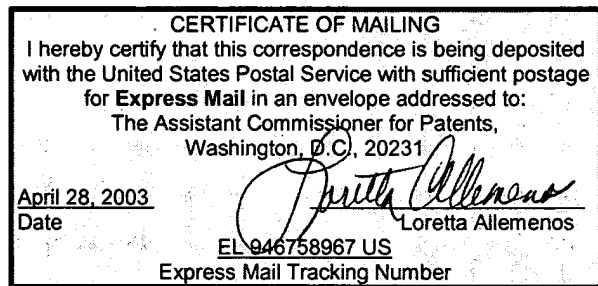 CERTIFICATE OF MAILING
I hereby certify that this correspondence is being deposited
with the United States Postal Service with sufficient postage
for Express Mail in an envelope addressed to:
The Assistant Commissioner for Patents,
Washington, D.C., 20231
Loretta Allemenos
April 28, 2003
Date Loretta Allemenos
EL 946758967 US
Express Mail Tracking Number